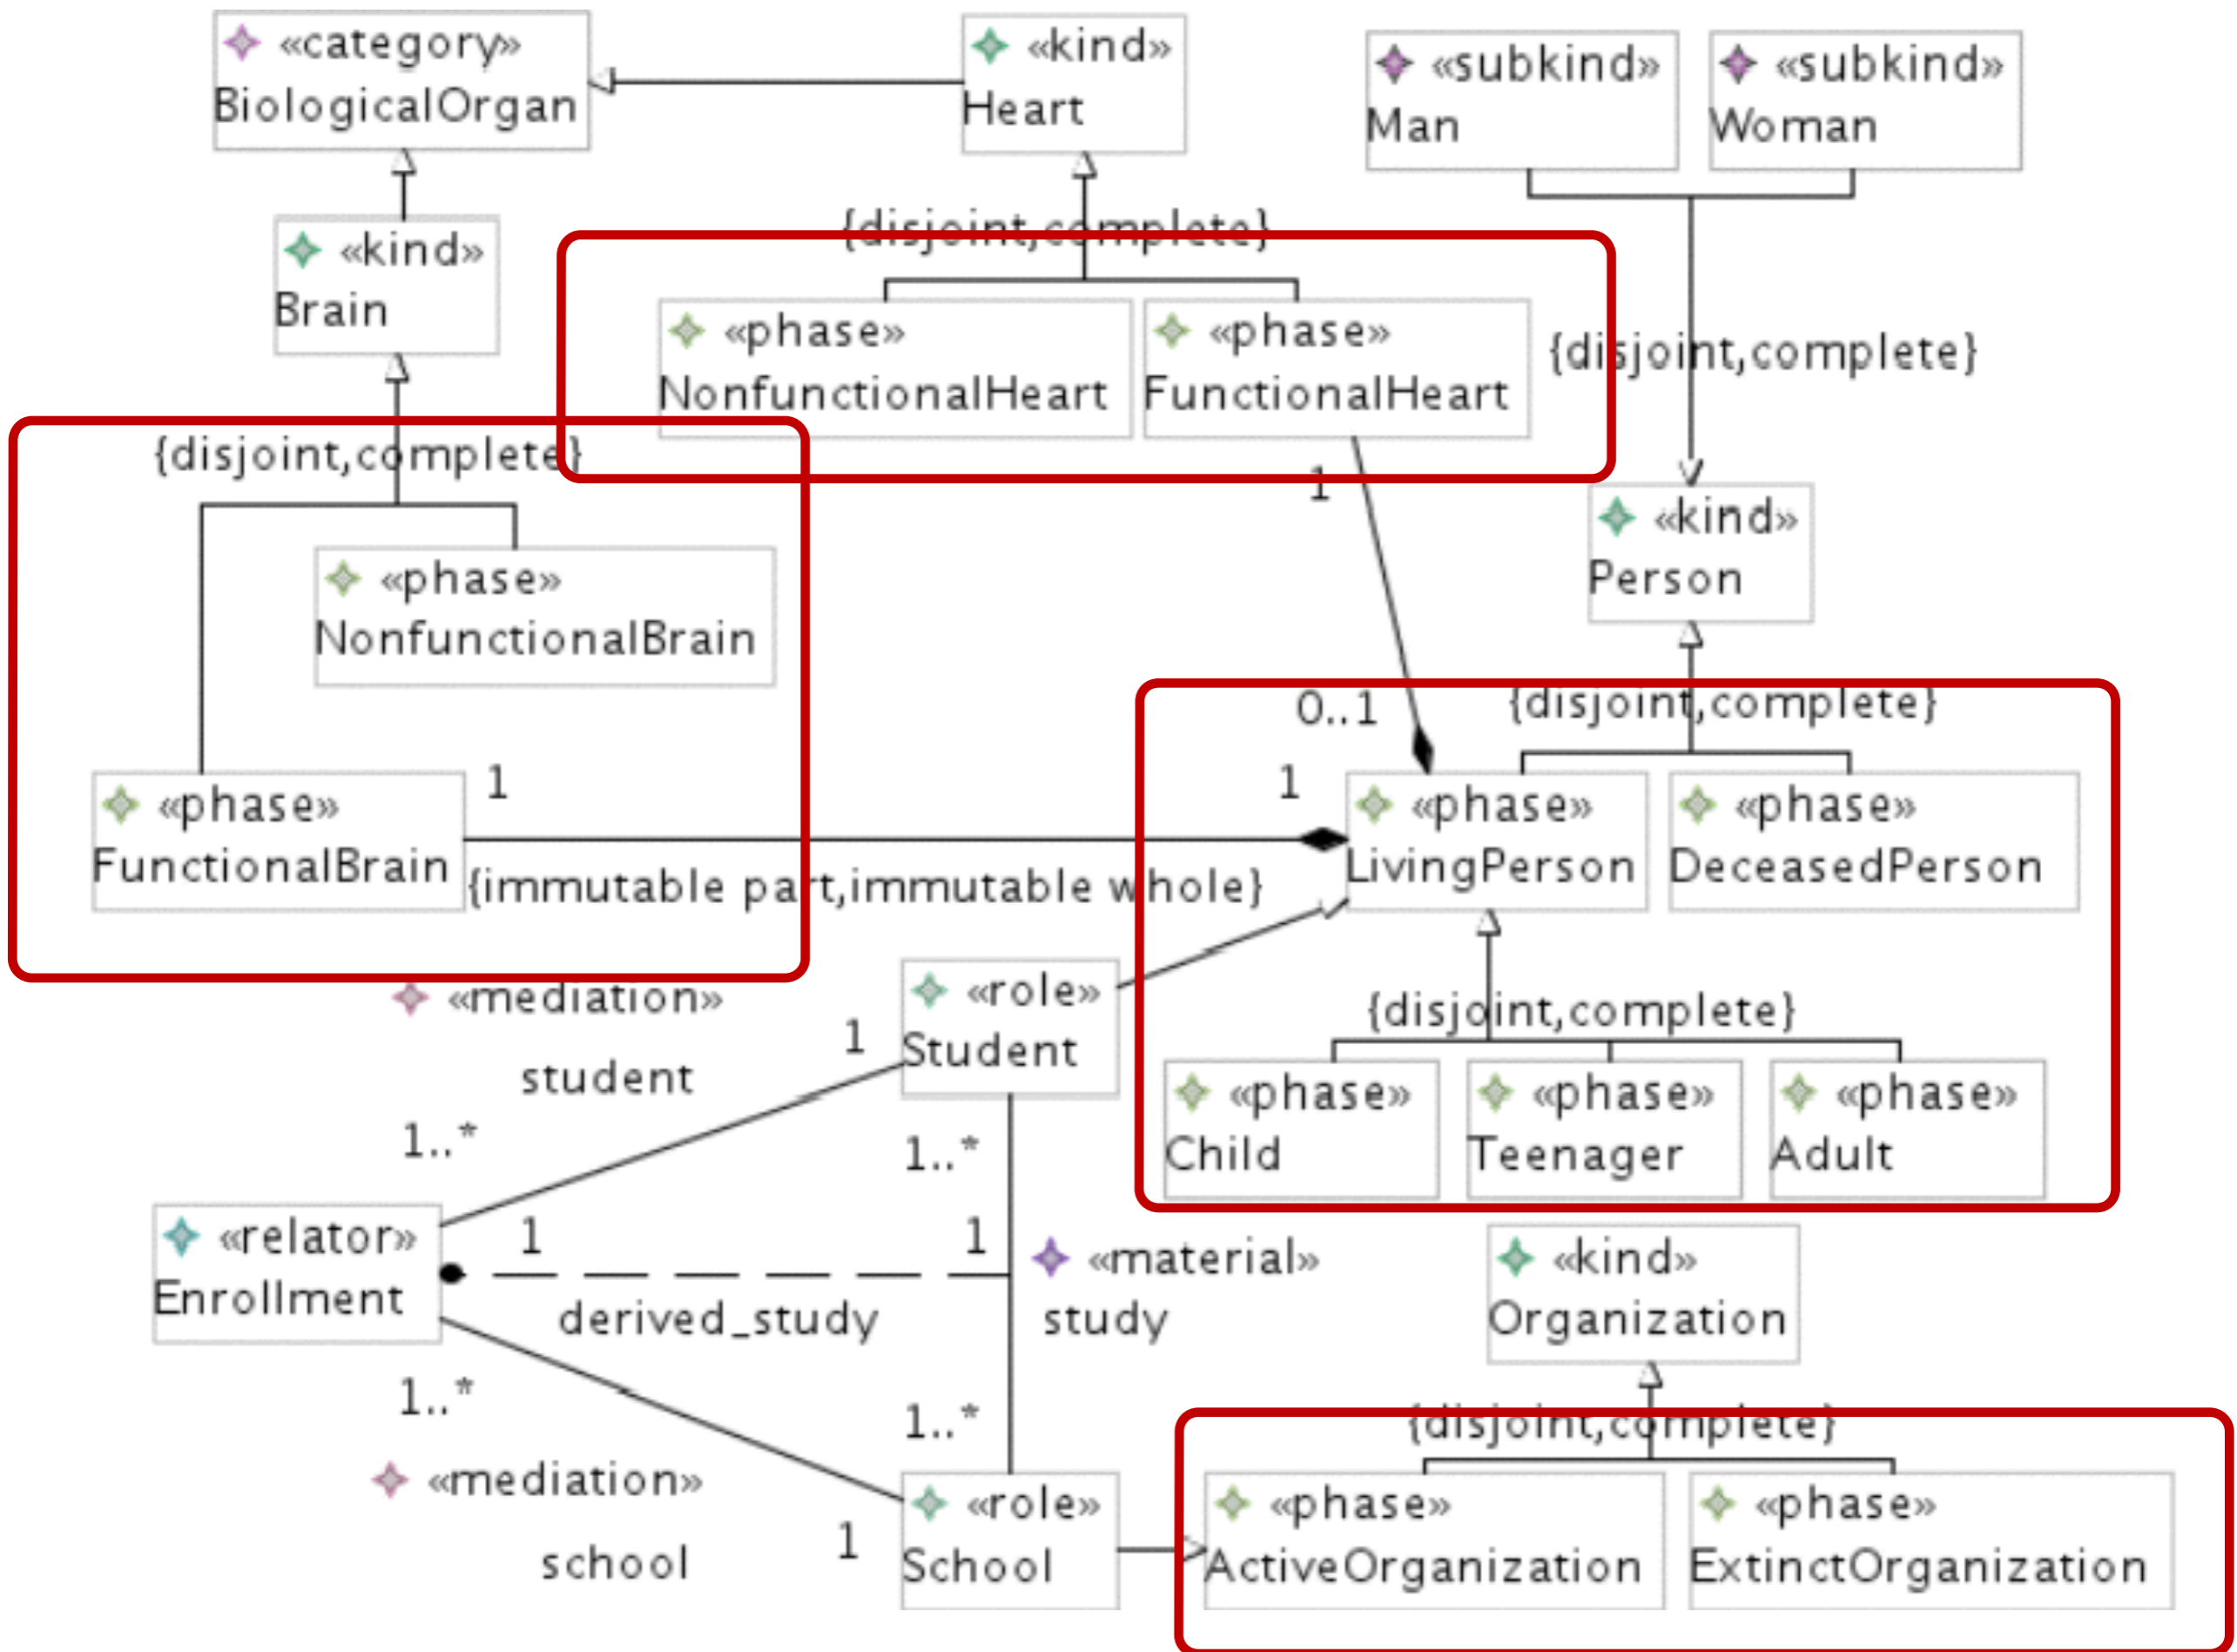 «category»
BiologicalOrgan
«kind»
Heart
«subkind»
Man
«subkind»
Woman
«kind»
Brain
{disjoint,complete}
«phase»
NonfunctionalHeart
«phase»
FunctionalHeart
{disjoint,complete}
{disjoint,complete}
1
«kind»
Person
«phase»
NonfunctionalBrain
0..1
{disjoint,complete}
«phase»
FunctionalBrain
1
1
{immutable part,immutable whole}
«phase»
LivingPerson
«phase»
DeceasedPerson
«mediation»
student
1
1..*
«role»
Student
{disjoint,complete}
«phase»
Child
«phase»
Teenager
«phase»
Adult
1..*
«relator»
Enrollment
1
1
derived_study
«material»
study
«kind»
Organization
1..*
1..*
{disjoint,complete}
«mediation»
school
1
«role»
School
«phase»
ActiveOrganization
«phase»
ExtinctOrganization